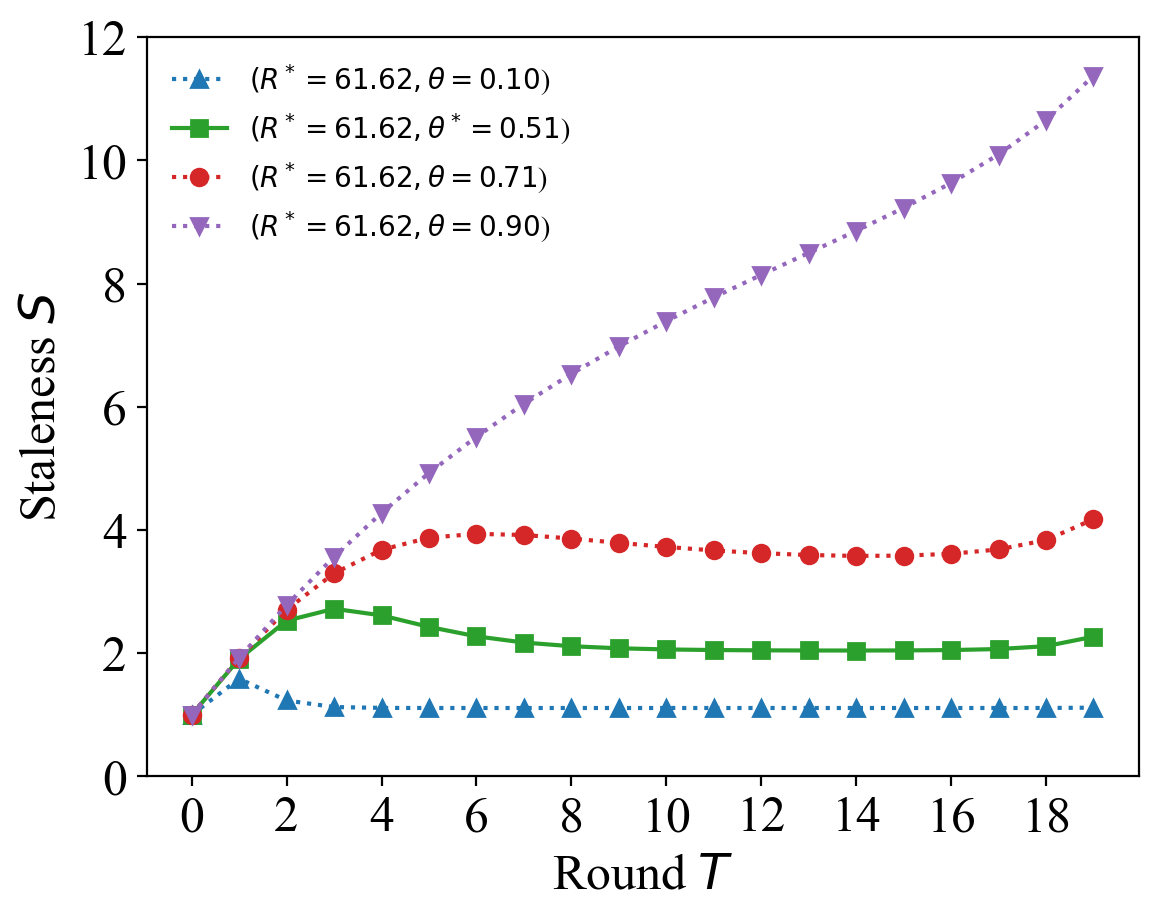 12
10
8
6
4
2
0
Staleness S
(R* = 61.62, θ = 0.10)
(R* = 61.62, θ* = 0.51)
(R* = 61.62, θ = 0.71)
(R* = 61.62, θ = 0.90)
0 2 4 6 8 10 12 14 16 18
Round T